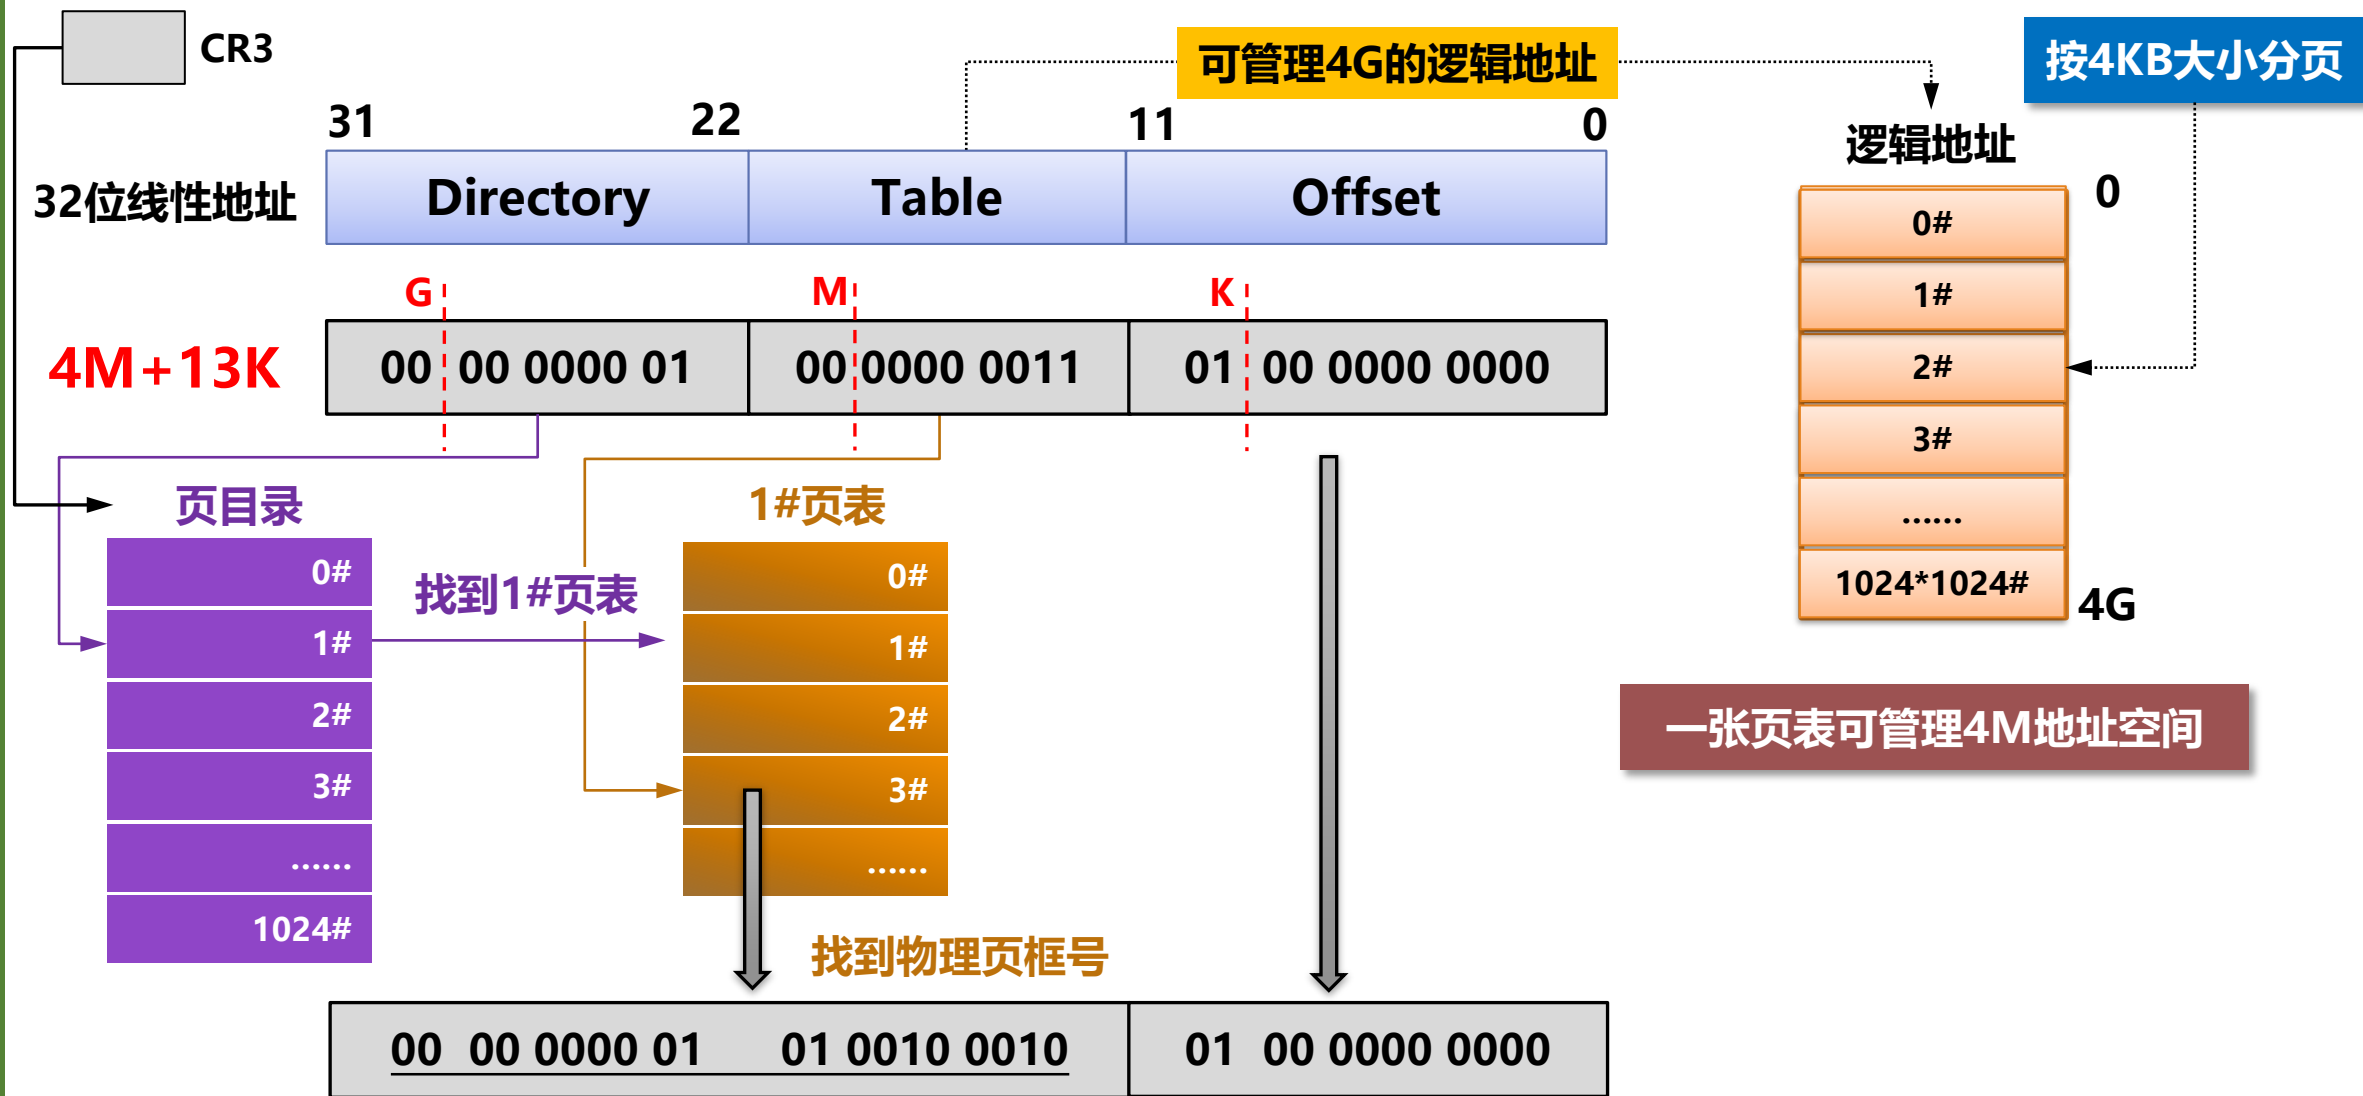 CR3
可管理4G的逻辑地址
按4KB大小分页
31
22
11
0
逻辑地址
32位线性地址
Directory
Table
Offset
0
0#
1#
2#
3#
……
1024*1024#
4G
G
M
K
4M+13K
00 00 0000 01
00 0000 0011
01 00 0000 0000
页目录
0#
1#
2#
3#
……
1024#
找到1#页表
1#页表
0#
1#
2#
3#
……
一张页表可管理4M地址空间
找到物理页框号
00 00 0000 01 01 0010 0010
01 00 0000 0000